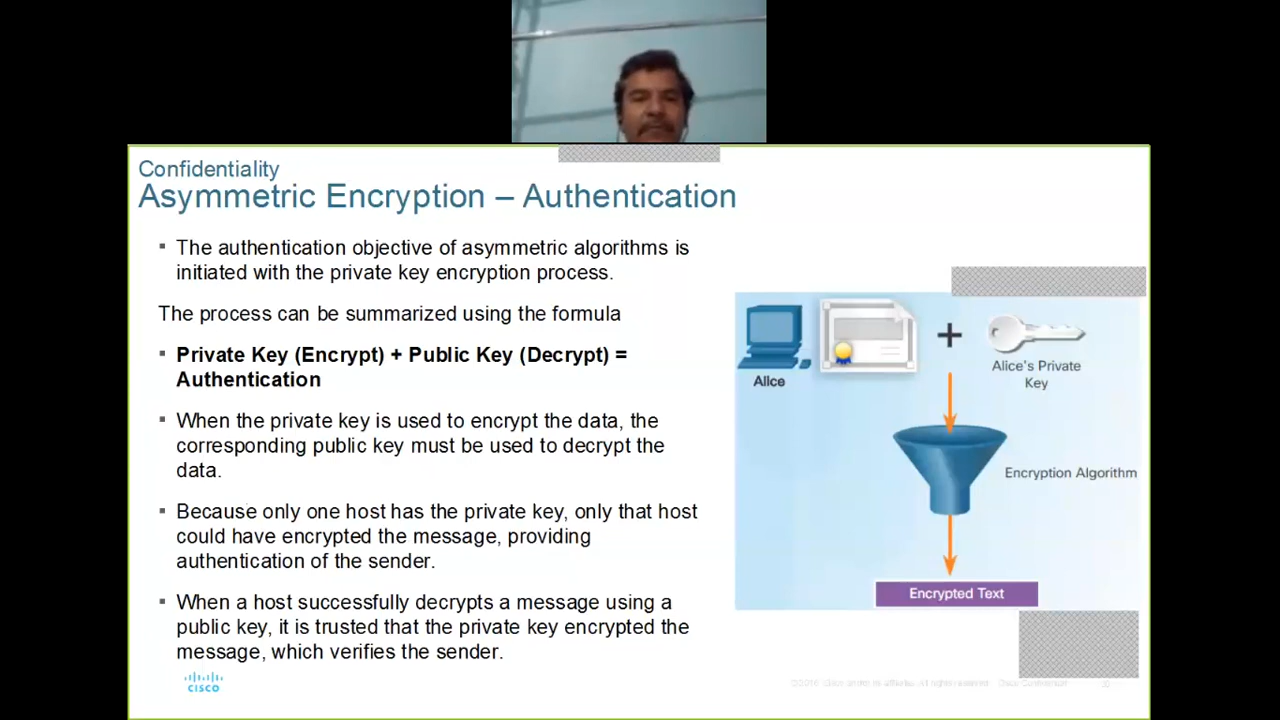 Confidentiality
Asymmetric Encryption – Authentication
▪ The authentication objective of asymmetric algorithms is
initiated with the private key encryption process.
The process can be summarized using the formula
▪ Private Key (Encrypt) + Public Key (Decrypt) =
Authentication
▪ When the private key is used to encrypt the data, the
corresponding public key must be used to decrypt the
data.
▪ Because only one host has the private key, only that host
could have encrypted the message, providing
authentication of the sender.
▪ When a host successfully decrypts a message using a
public key, it is trusted that the private key encrypted the
message, which verifies the sender.
Alice
+
Alice's Private
Key
Encryption Algorithm
Encrypted Text
CISCO